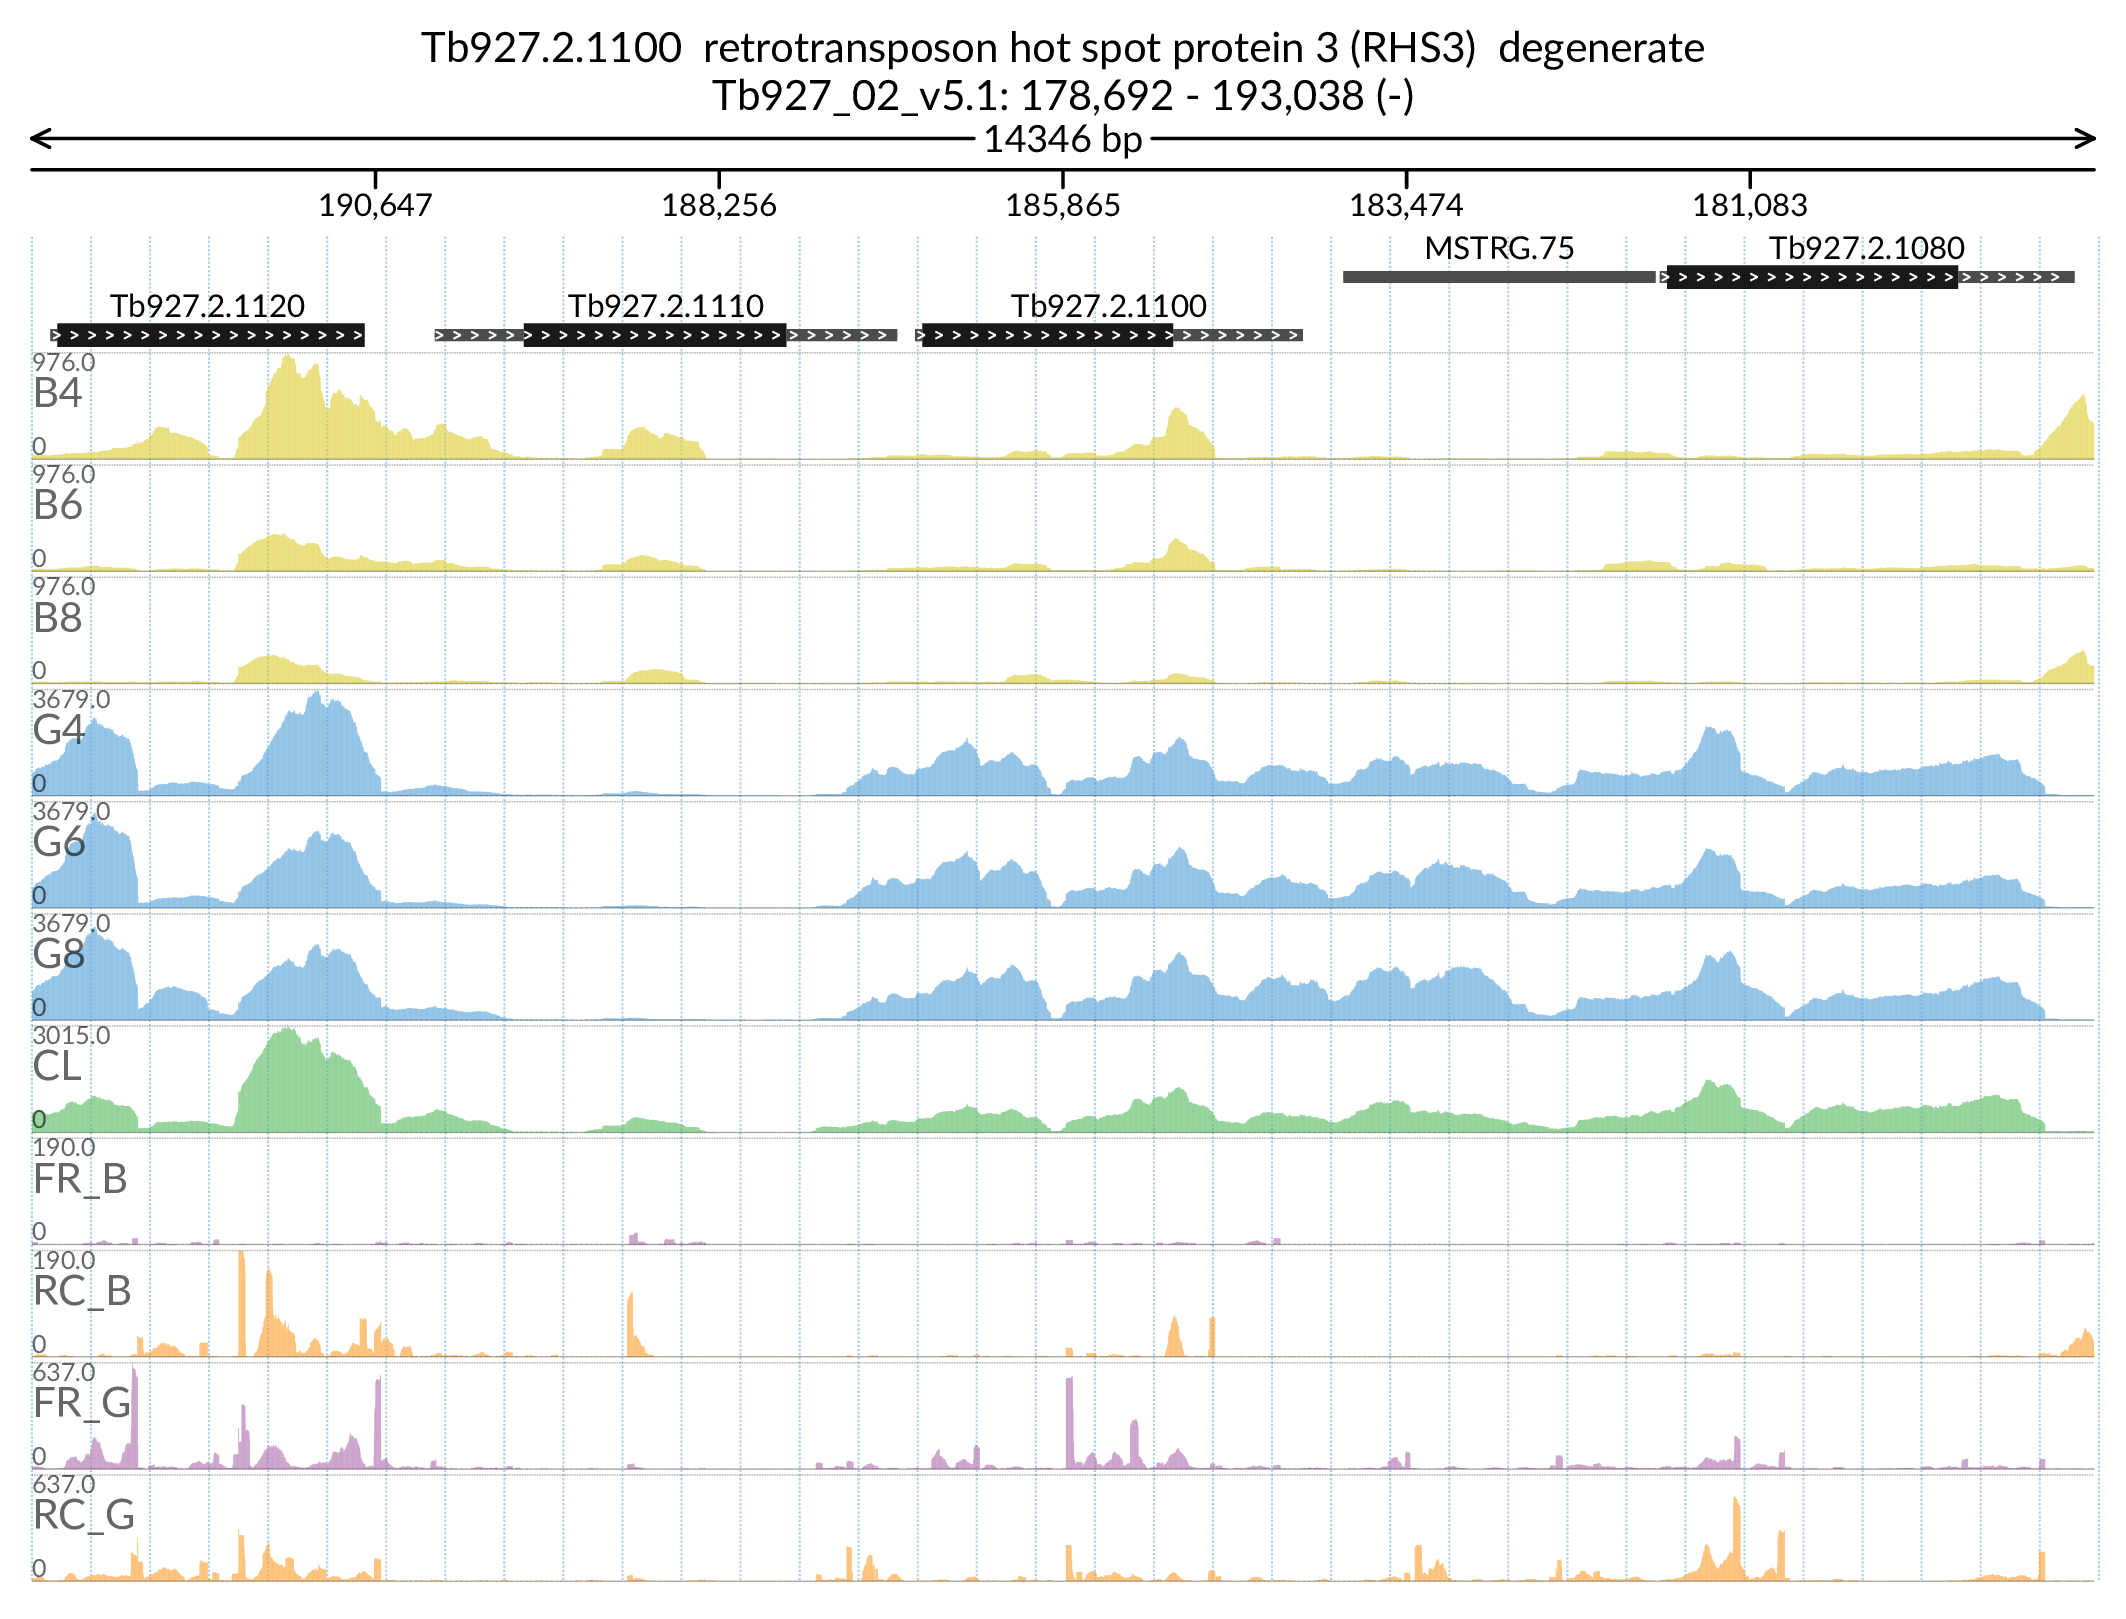 Tb927.2.1100 retrotransposon hot spot protein 3 (RHS3) degenerate
Tb927_02_v5.1: 178,692 - 193,038 (-)
14346 bp
190,647 188,256 185,865 183,474 181,083
MSTRG.75 Tb927.2.1080
Tb927.2.1120 Tb927.2.1110 Tb927.2.1100
976.0
B4
0
976.0
B6
0
976.0
B8
0
3679.0
G4
0
3679.0
G6
0
3679.0
G8
0
3015.0
CL
0
190.0
FR_B
0
190.0
RC_B
0
637.0
FR_G
0
637.0
RC_G
0